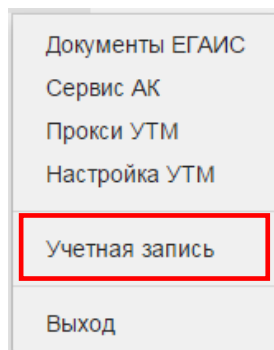 Документы ЕГАИС
Сервис АК
Прокси УТМ
Настройка УТМ
Учетная запись
Выход